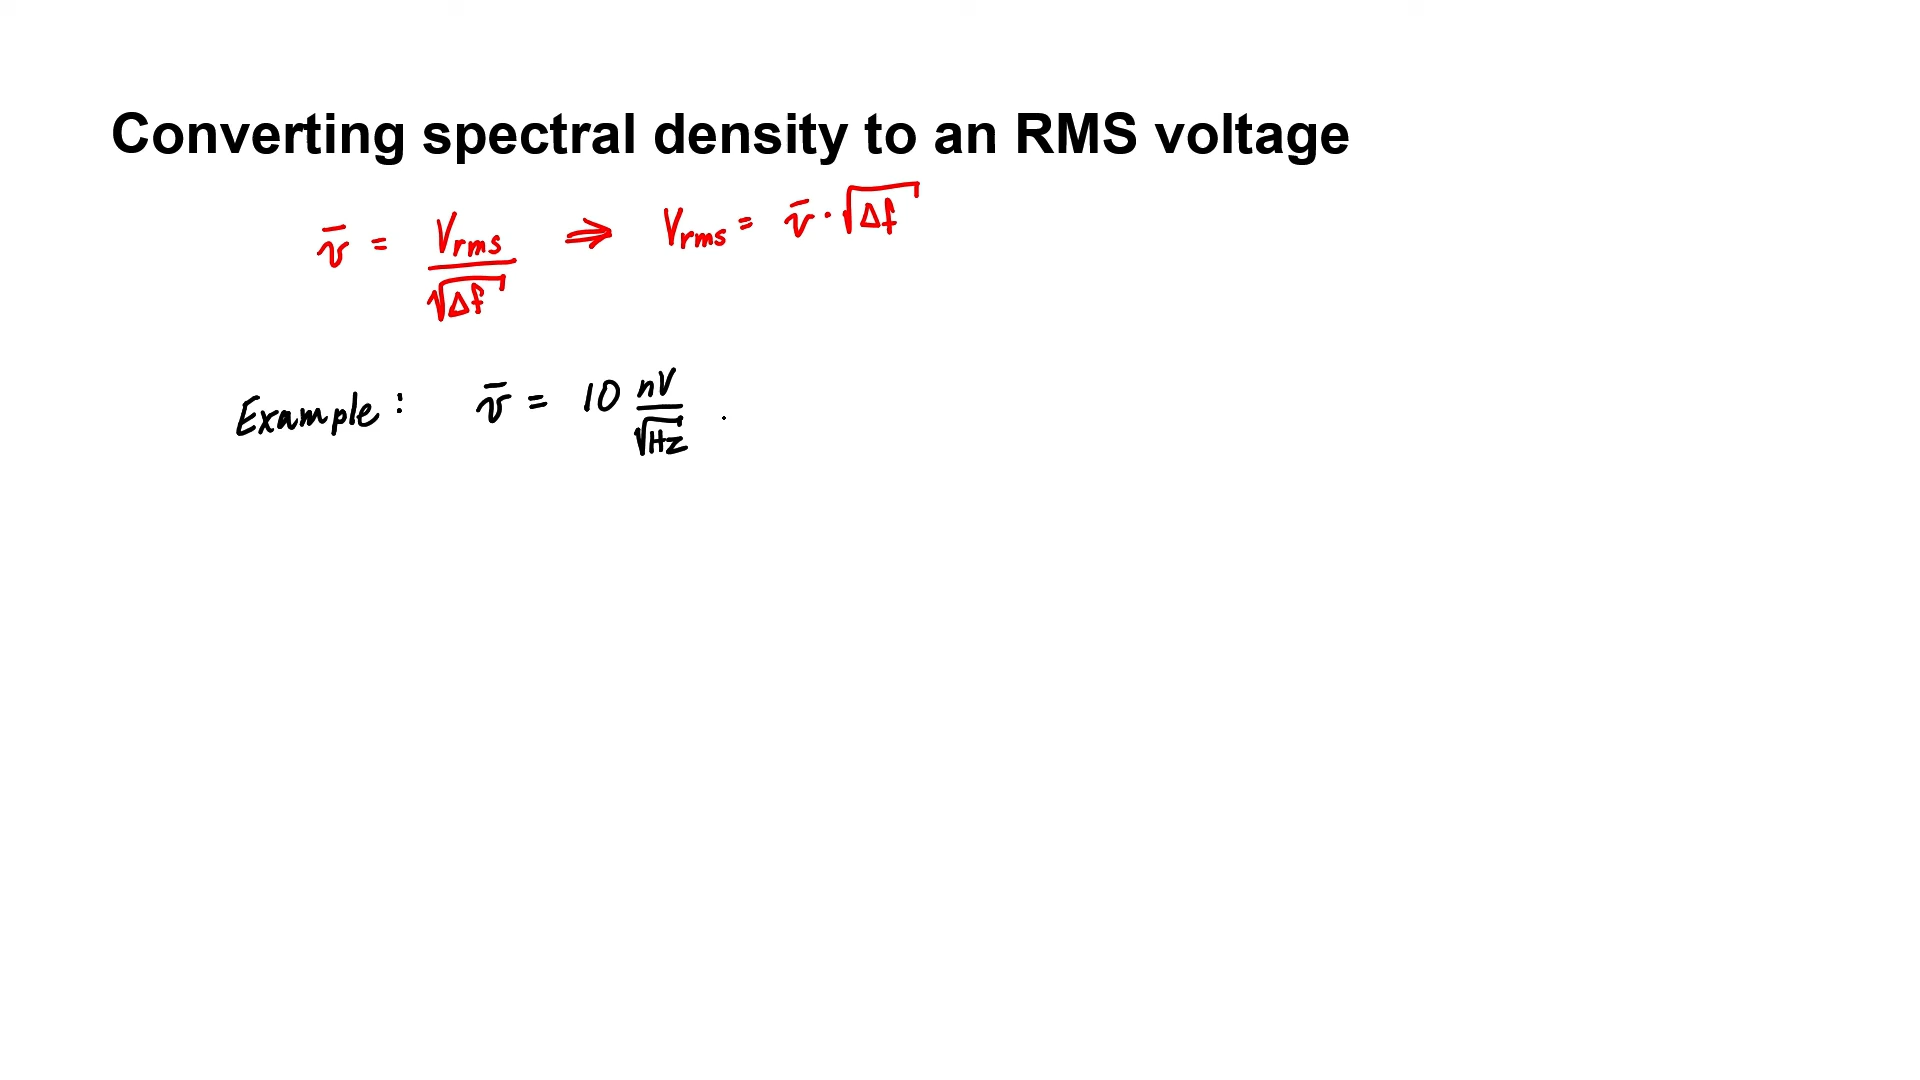 Converting spectral density to an RMS voltage
v̄ = Vrms / √Δf ⇒ Vrms = v̄ · √Δf
Example : v̄ = 10 nV / √Hz .